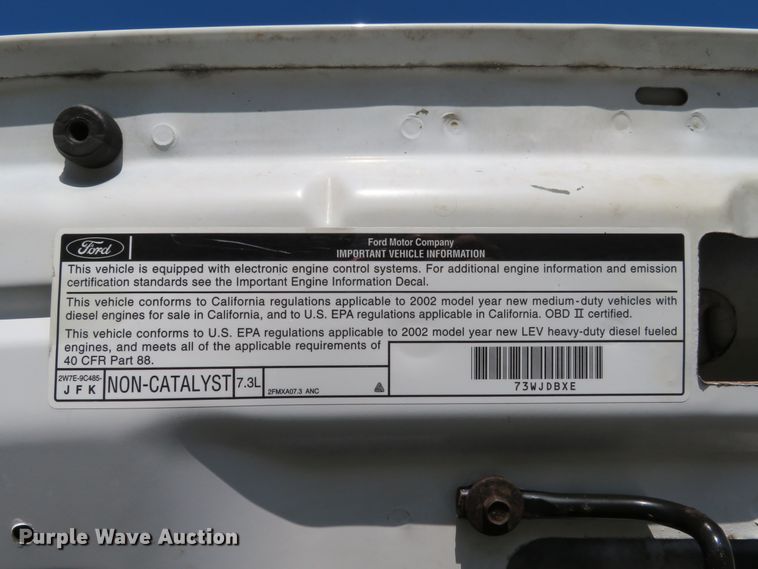 Ford
Ford Motor Company
IMPORTANT VEHICLE INFORMATION
This vehicle is equipped with electronic engine control systems. For additional engine information and emission
certification standards see the Important Engine Information Decal.
This vehicle conforms to California regulations applicable to 2002 model year new medium-duty vehicles with
diesel engines for sale in California, and to U.S. EPA regulations applicable in California. OBD II certified.
This vehicle conforms to U.S. EPA regulations applicable to 2002 model year new LEV heavy-duty diesel fueled
engines, and meets all of the applicable requirements of
40 CFR Part 88.
2W7E-9C485-
JFK
NON-CATALYST
7.3L
2FMXA07.3 ANC
73WJDBXE
Purple Wave Auction